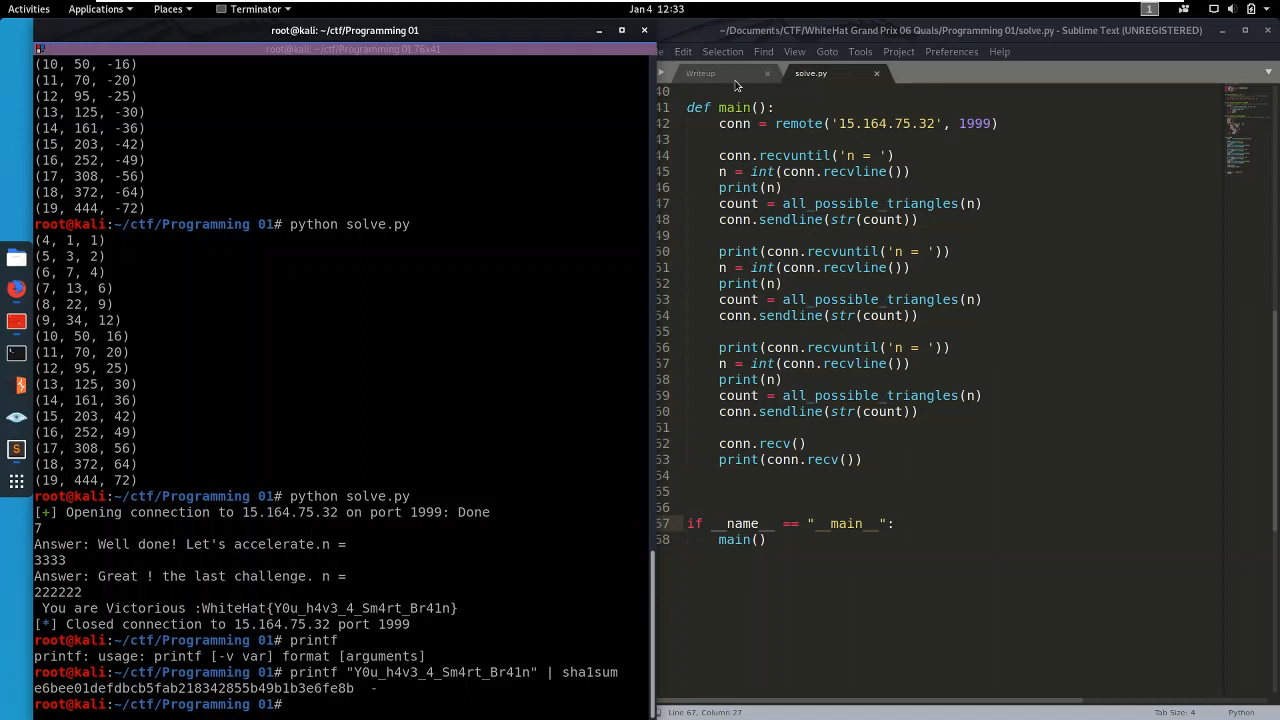 Activities Applications Places Terminator Jan 4 12:33 1
root@kali: ~/ctf/Programming 01
root@kali: ~/ctf/Programming 01 76x41
(10, 50, -16)
(11, 70, -20)
(12, 95, -25)
(13, 125, -30)
(14, 161, -36)
(15, 203, -42)
(16, 252, -49)
(17, 308, -56)
(18, 372, -64)
(19, 444, -72)
root@kali:~/ctf/Programming 01# python solve.py
(4, 1, 1)
(5, 3, 2)
(6, 7, 4)
(7, 13, 6)
(8, 22, 9)
(9, 34, 12)
(10, 50, 16)
(11, 70, 20)
(12, 95, 25)
(13, 125, 30)
(14, 161, 36)
(15, 203, 42)
(16, 252, 49)
(17, 308, 56)
(18, 372, 64)
(19, 444, 72)
root@kali:~/ctf/Programming 01# python solve.py
[+] Opening connection to 15.164.75.32 on port 1999: Done
7
Answer: Well done! Let's accelerate.n =
3333
Answer: Great ! the last challenge. n =
222222
You are Victorious :WhiteHat{Y0u_h4v3_4_Sm4rt_Br41n}
[*] Closed connection to 15.164.75.32 port 1999
root@kali:~/ctf/Programming 01# printf
printf: usage: printf [-v var] format [arguments]
root@kali:~/ctf/Programming 01# printf "Y0u_h4v3_4_Sm4rt_Br41n" | sha1sum
e6bee01defdbcb5fab218342855b49b1b3e6fe8b -
root@kali:~/ctf/Programming 01#
~/Documents/CTF/WhiteHat Grand Prix 06 Quals/Programming 01/solve.py - Sublime Text (UNREGISTERED)
Edit Selection Find View Goto Tools Project Preferences Help
Writeup solve.py
40
41 def main():
42 conn = remote('15.164.75.32', 1999)
43
44 conn.recvuntil('n = ')
45 n = int(conn.recvline())
46 print(n)
47 count = all_possible_triangles(n)
48 conn.sendline(str(count))
49
50 print(conn.recvuntil('n = '))
51 n = int(conn.recvline())
52 print(n)
53 count = all_possible_triangles(n)
54 conn.sendline(str(count))
55
56 print(conn.recvuntil('n = '))
57 n = int(conn.recvline())
58 print(n)
59 count = all_possible_triangles(n)
60 conn.sendline(str(count))
61
62 conn.recv()
63 print(conn.recv())
64
65
66
67 if __name__ == "__main__":
68 main()
Line 67, Column 27 Tab Size: 4 Python